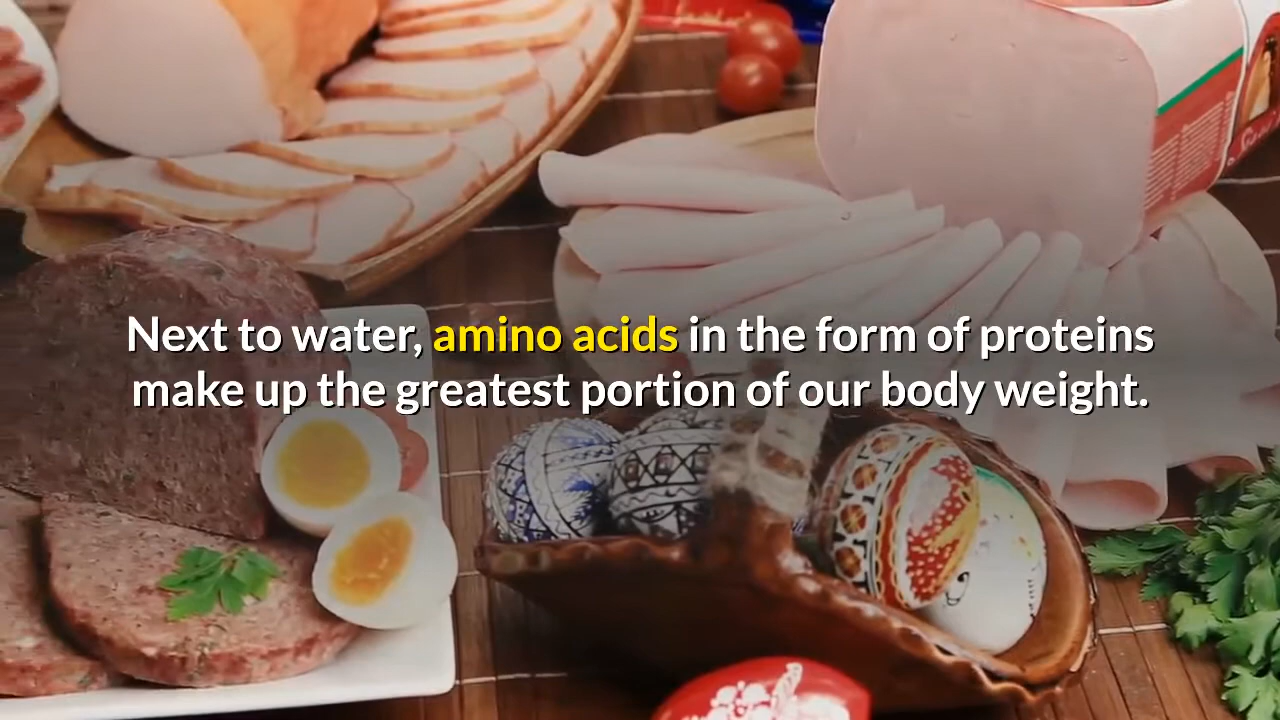 Next to water, amino acids in the form of proteins
make up the greatest portion of our body weight.